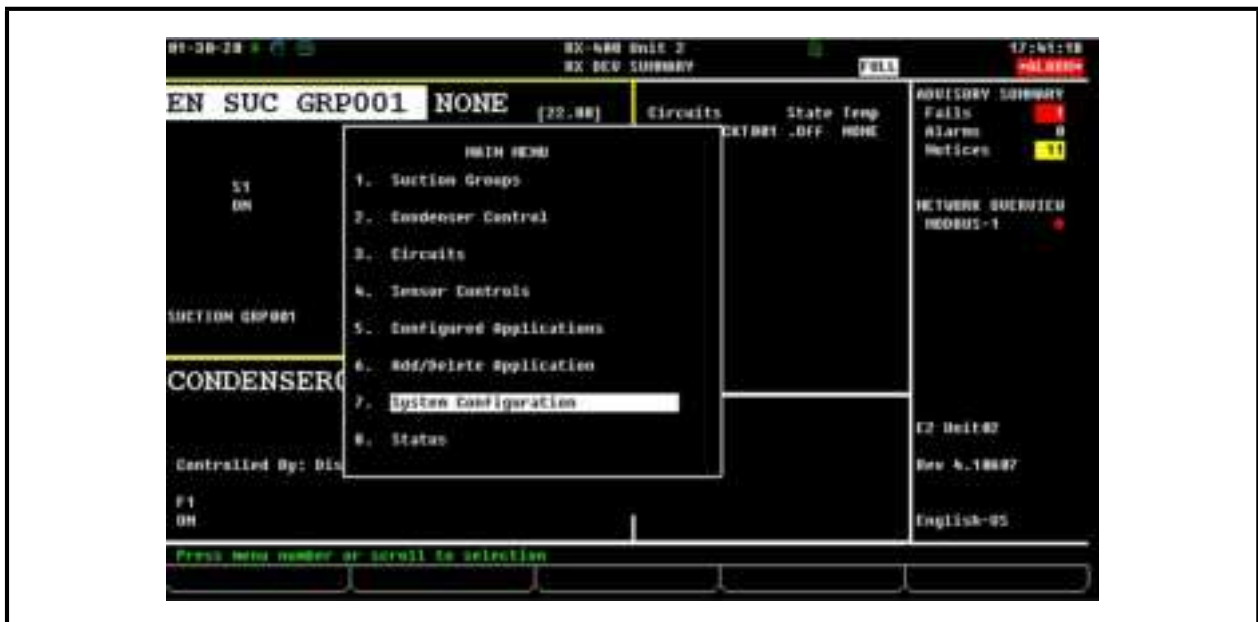 01-30-20
RX-400 Unit 2
17:41:18
RX DEV SUMMARY
FULL
*ALARM*
EN SUC GRP001 NONE [22.00]
Circuits State Temp
CKT001 .OFF NONE
ADVISORY SUMMARY
Fails 1
Alarms 0
Notices 11
NETWORK OVERVIEW
MODBUS-1
S1
ON
SUCTION GRP001
MAIN MENU
1. Suction Groups
2. Condenser Control
3. Circuits
4. Sensor Controls
5. Configured Applications
6. Add/Delete Application
7. System Configuration
8. Status
CONDENSER
Controlled By: Dis
F1
ON
E2 Unit02
Rev 4.10
English-US
Press menu number or scroll to selection